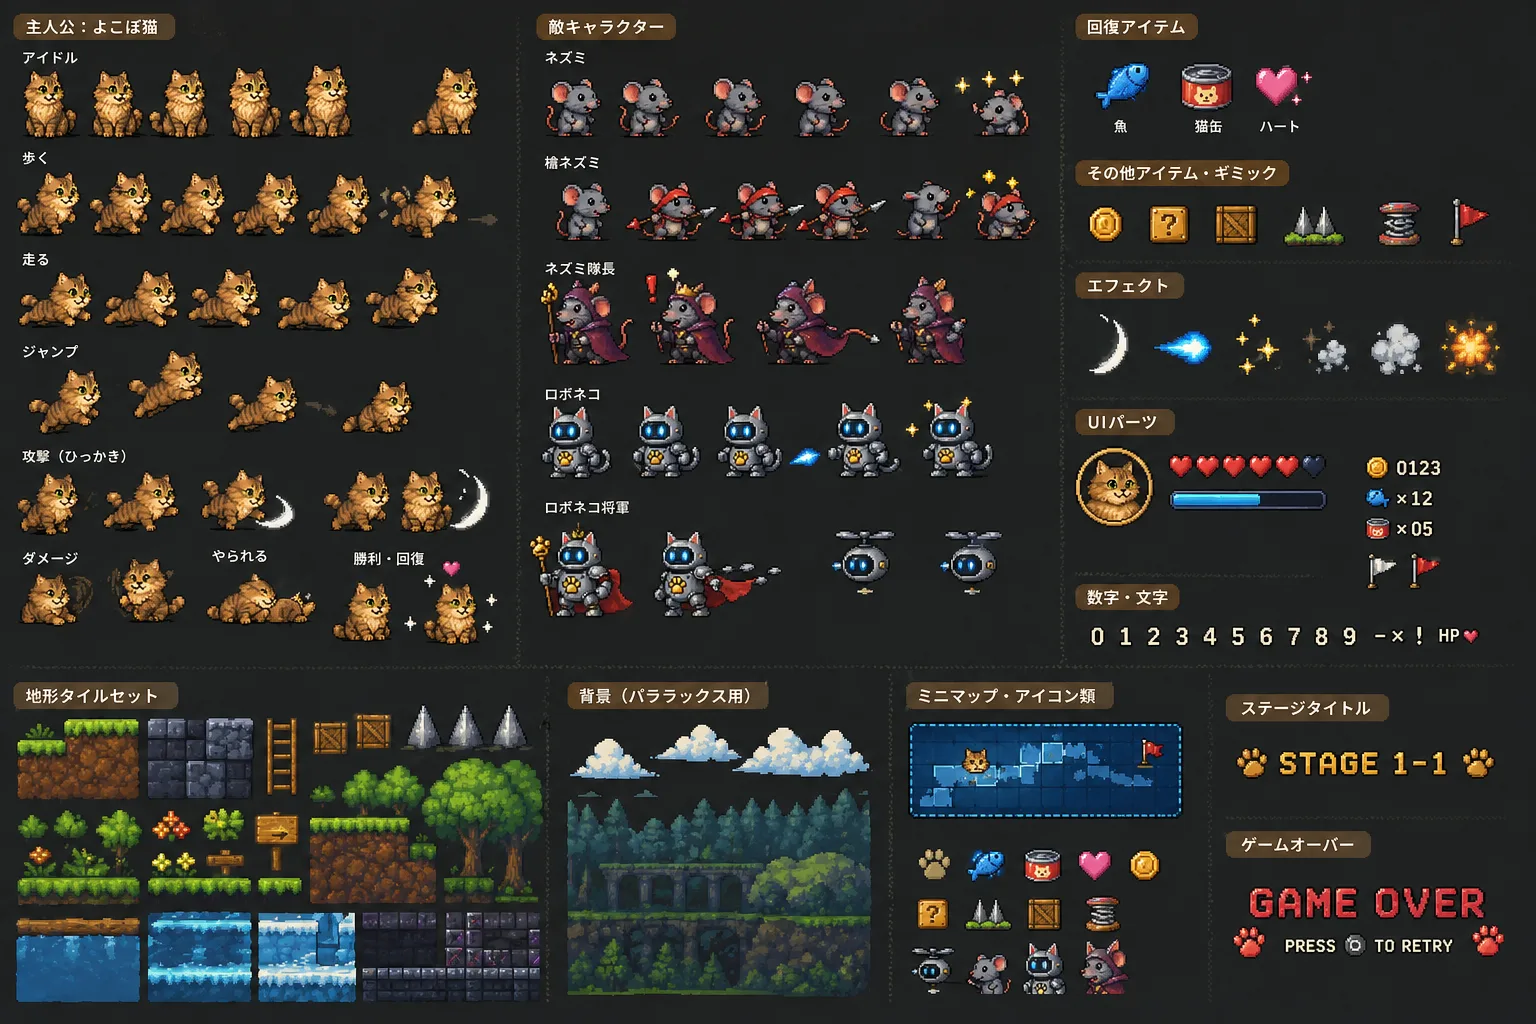 主人公：よこぼ猫
アイドル
歩く
走る
ジャンプ
攻撃（ひっかき）
ダメージ
やられる
勝利・回復
敵キャラクター
ネズミ
槍ネズミ
ネズミ隊長
!
ロボネコ
ロボネコ将軍
回復アイテム
魚
猫缶
ハート
その他アイテム・ギミック
?
エフェクト
UIパーツ
0123
×12
×05
数字・文字
0 1 2 3 4 5 6 7 8 9 −× ! HP
地形タイルセット
背景（パララックス用）
ミニマップ・アイコン類
?
ステージタイトル
STAGE 1-1
ゲームオーバー
GAME OVER
PRESS TO RETRY